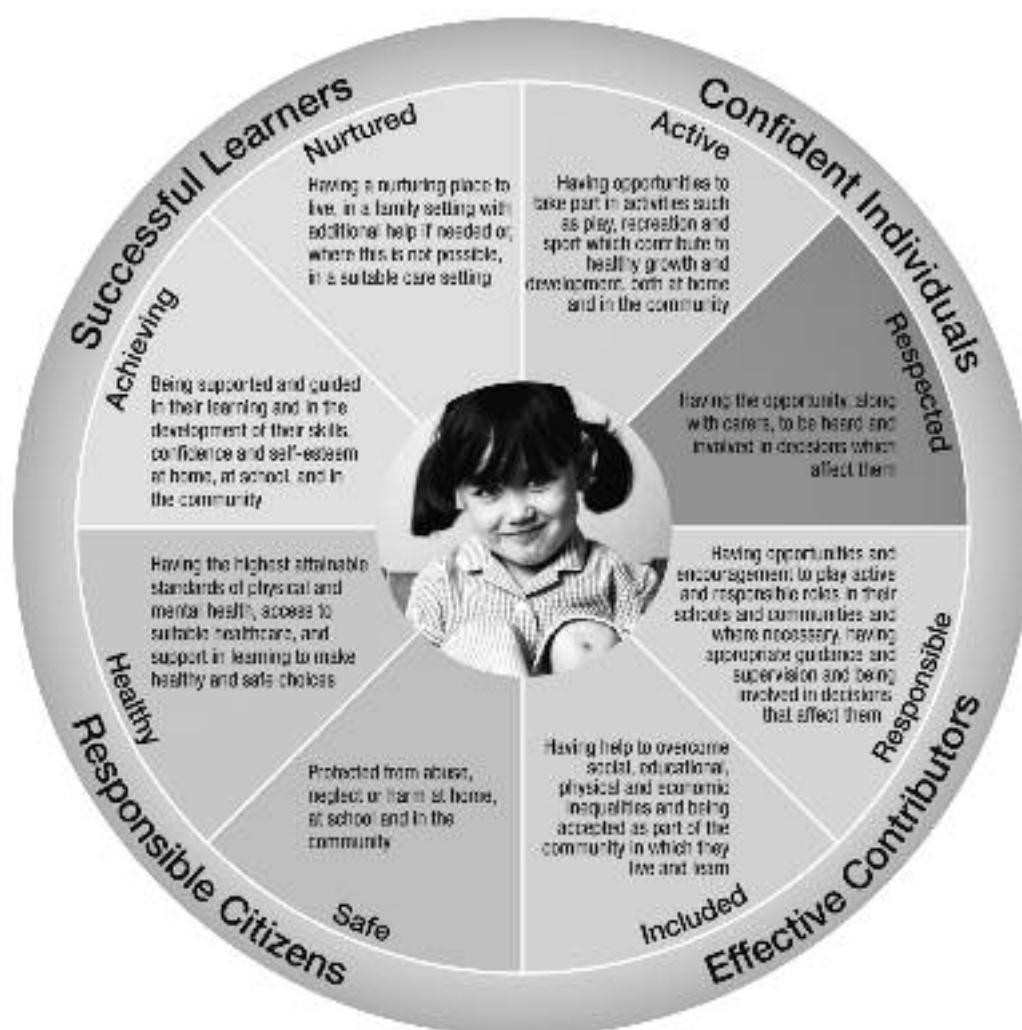 Successful Learners
Confident Individuals
Nurtured
Having a nurturing place to
live, in a family setting with
additional help if needed or,
where this is not possible,
in a suitable care setting
Active
Having opportunities to
take part in activities such
as play, recreation and
sport which contribute to
healthy growth and
development, both at home
and in the community
Respected
Having the opportunity, along
with carers, to be heard and
involved in decisions which
affect them
Achieving
Being supported and guided
in their learning and in the
development of their skills,
confidence and self-esteem
at home, at school, and in
the community
Healthy
Having the highest attainable
standards of physical and
mental health, access to
suitable healthcare, and
support in learning to make
healthy and safe choices
Responsible
Having opportunities and
encouragement to play active
and responsible roles in their
schools and communities and
where necessary, having
appropriate guidance and
supervision and being
involved in decisions
that affect them
Safe
Protected from abuse,
neglect or harm at home,
at school and in the
community
Included
Having help to overcome
social, educational,
physical and economic
inequalities and being
accepted as part of the
community in which they
live and learn
Responsible Citizens
Effective Contributors